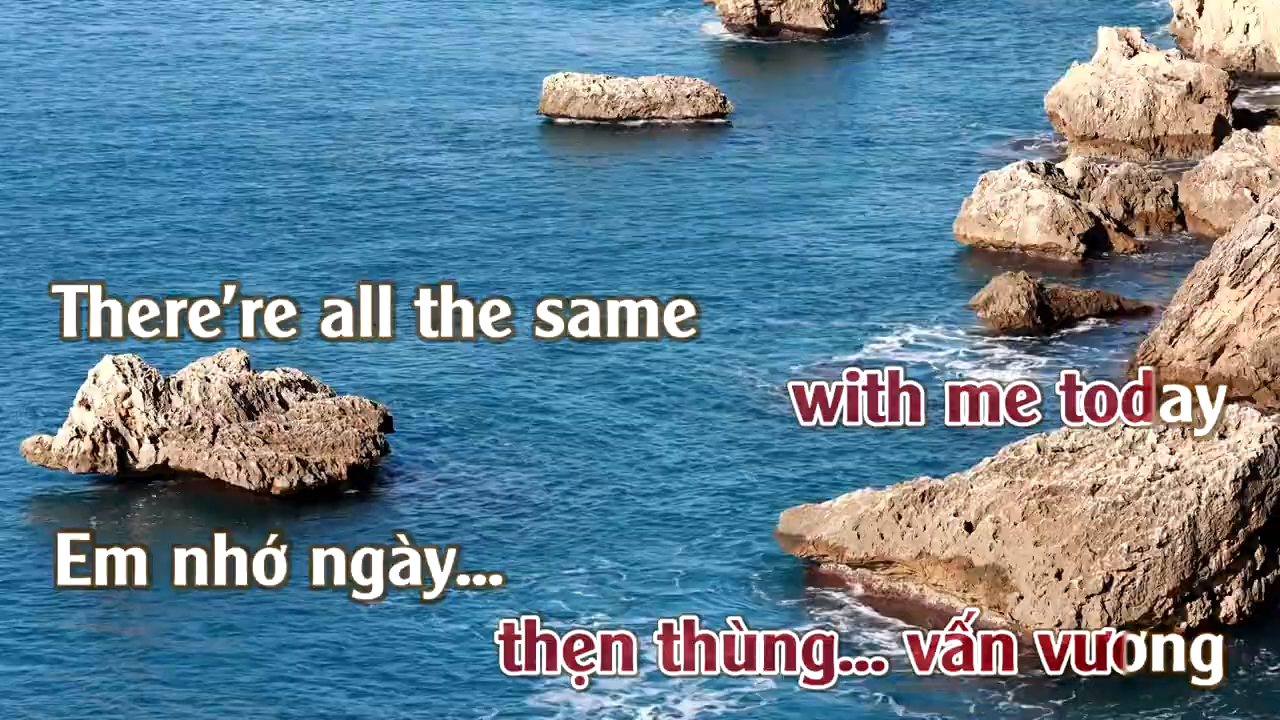 There’re all the same
with me today
Em nhớ ngày...
thẹn thùng... vấn vương